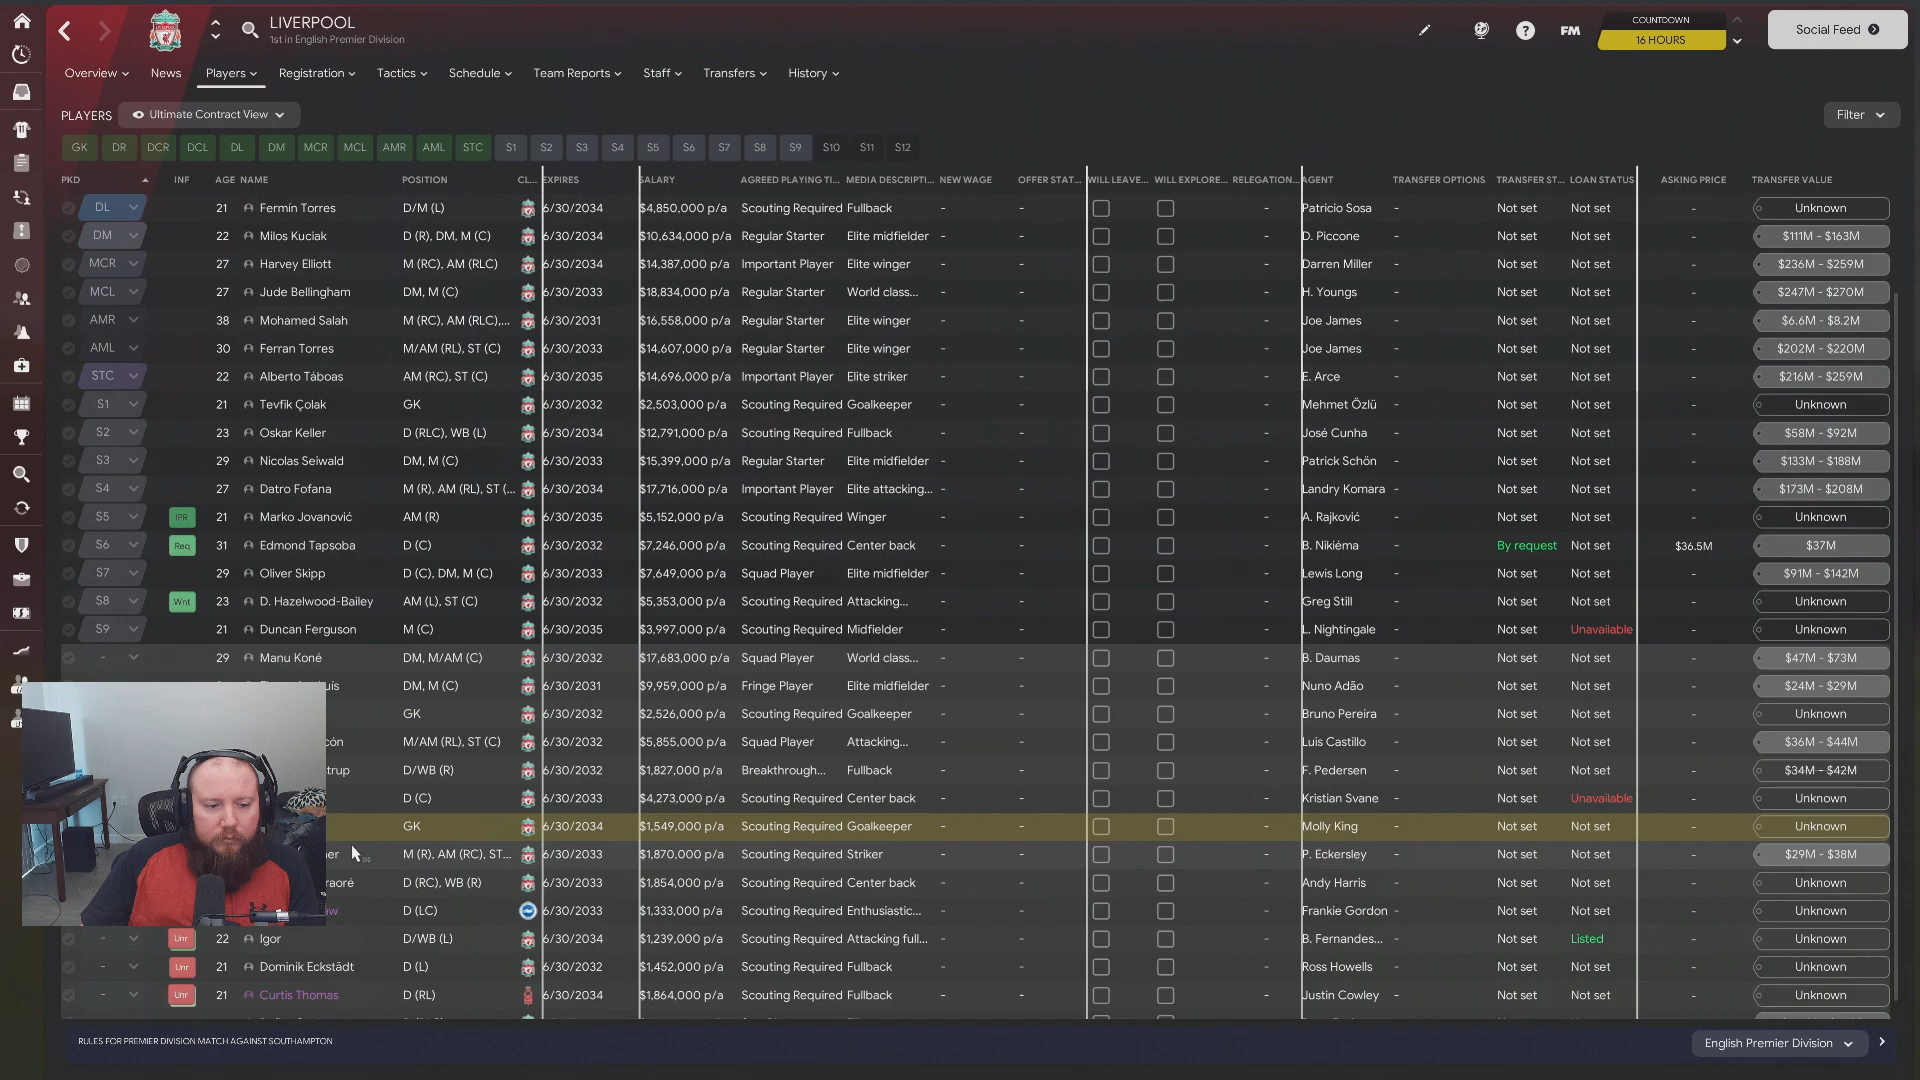 LIVERPOOL
1st in English Premier Division
COUNTDOWN
16 HOURS
FM
Social Feed
Overview News Players Registration Tactics Schedule Team Reports Staff Transfers History
PLAYERS Ultimate Contract View Filter
GK DR DCR DCL DL DM MCR MCL AMR AML STC S1 S2 S3 S4 S5 S6 S7 S8 S9 S10 S11 S12
PKD INF AGE NAME POSITION CL... EXPIRES SALARY AGREED PLAYING TI... MEDIA DESCRIPTI... NEW WAGE OFFER STAT... WILL LEAVE... WILL EXPLORE... RELEGATION... AGENT TRANSFER OPTIONS TRANSFER ST... LOAN STATUS ASKING PRICE TRANSFER VALUE
DL 21 Fermín Torres D/M (L) 6/30/2034 $4,850,000 p/a Scouting Required Fullback - - - Patricio Sosa - Not set Not set - Unknown
DM 22 Milos Kuciak D (R), DM, M (C) 6/30/2034 $10,634,000 p/a Regular Starter Elite midfielder - - - D. Piccone - Not set Not set - $111M - $163M
MCR 27 Harvey Elliott M (RC), AM (RLC) 6/30/2034 $14,387,000 p/a Important Player Elite winger - - - Darren Miller - Not set Not set - $236M - $259M
MCL 27 Jude Bellingham DM, M (C) 6/30/2033 $18,834,000 p/a Regular Starter World class... - - - H. Youngs - Not set Not set - $247M - $270M
AMR 38 Mohamed Salah M (RC), AM (RLC),... 6/30/2031 $16,558,000 p/a Regular Starter Elite winger - - - Joe James - Not set Not set - $6.6M - $8.2M
AML 30 Ferran Torres M/AM (RL), ST (C) 6/30/2033 $14,607,000 p/a Regular Starter Elite winger - - - Joe James - Not set Not set - $202M - $220M
STC 22 Alberto Táboas AM (RC), ST (C) 6/30/2035 $14,696,000 p/a Important Player Elite striker - - - E. Arce - Not set Not set - $216M - $259M
S1 21 Tevfik Çolak GK 6/30/2032 $2,503,000 p/a Scouting Required Goalkeeper - - - Mehmet Özlü - Not set Not set - Unknown
S2 23 Oskar Keller D (RLC), WB (L) 6/30/2034 $12,791,000 p/a Scouting Required Fullback - - - José Cunha - Not set Not set - $58M - $92M
S3 29 Nicolas Seiwald DM, M (C) 6/30/2033 $15,399,000 p/a Regular Starter Elite midfielder - - - Patrick Schön - Not set Not set - $133M - $188M
S4 27 Datro Fofana M (R), AM (RL), ST (... 6/30/2034 $17,716,000 p/a Important Player Elite attacking... - - - Landry Komara - Not set Not set - $173M - $208M
S5 IPR 21 Marko Jovanović AM (R) 6/30/2035 $5,152,000 p/a Scouting Required Winger - - - A. Rajković - Not set Not set - Unknown
S6 Req 31 Edmond Tapsoba D (C) 6/30/2032 $7,246,000 p/a Scouting Required Center back - - - B. Nikiéma - By request Not set $36.5M $37M
S7 29 Oliver Skipp D (C), DM, M (C) 6/30/2033 $7,649,000 p/a Squad Player Elite midfielder - - - Lewis Long - Not set Not set - $91M - $142M
S8 Wnt 23 D. Hazelwood-Bailey AM (L), ST (C) 6/30/2032 $5,353,000 p/a Scouting Required Attacking... - - - Greg Still - Not set Not set - Unknown
S9 21 Duncan Ferguson M (C) 6/30/2035 $3,997,000 p/a Scouting Required Midfielder - - - L. Nightingale - Not set Unavailable - Unknown
- 29 Manu Koné DM, M/AM (C) 6/30/2032 $17,683,000 p/a Squad Player World class... - - - B. Daumas - Not set Not set - $47M - $73M
uís DM, M (C) 6/30/2031 $9,959,000 p/a Fringe Player Elite midfielder - - - Nuno Adão - Not set Not set - $24M - $29M
GK 6/30/2032 $2,526,000 p/a Scouting Required Goalkeeper - - - Bruno Pereira - Not set Not set - Unknown
cón M/AM (RL), ST (C) 6/30/2032 $5,855,000 p/a Squad Player Attacking... - - - Luis Castillo - Not set Not set - $36M - $44M
trup D/WB (R) 6/30/2032 $1,827,000 p/a Breakthrough... Fullback - - - F. Pedersen - Not set Not set - $34M - $42M
D (C) 6/30/2033 $4,273,000 p/a Scouting Required Center back - - - Kristian Svane - Not set Unavailable - Unknown
GK 6/30/2034 $1,549,000 p/a Scouting Required Goalkeeper - - - Molly King - Not set Not set - Unknown
ner M (R), AM (RC), ST... 6/30/2033 $1,870,000 p/a Scouting Required Striker - - - P. Eckersley - Not set Not set - $29M - $38M
raoré D (RC), WB (R) 6/30/2033 $1,854,000 p/a Scouting Required Center back - - - Andy Harris - Not set Not set - Unknown
aw D (LC) 6/30/2033 $1,333,000 p/a Scouting Required Enthusiastic... - - - Frankie Gordon - Not set Not set - Unknown
- Unr 22 Igor D/WB (L) 6/30/2034 $1,239,000 p/a Scouting Required Attacking full... - - - B. Fernandes... - Not set Listed - Unknown
- Unr 21 Dominik Eckstädt D (L) 6/30/2032 $1,452,000 p/a Scouting Required Fullback - - - Ross Howells - Not set Not set - Unknown
- Unr 21 Curtis Thomas D (RL) 6/30/2034 $1,864,000 p/a Scouting Required Fullback - - - Justin Cowley - Not set Not set - Unknown
RULES FOR PREMIER DIVISION MATCH AGAINST SOUTHAMPTON
English Premier Division